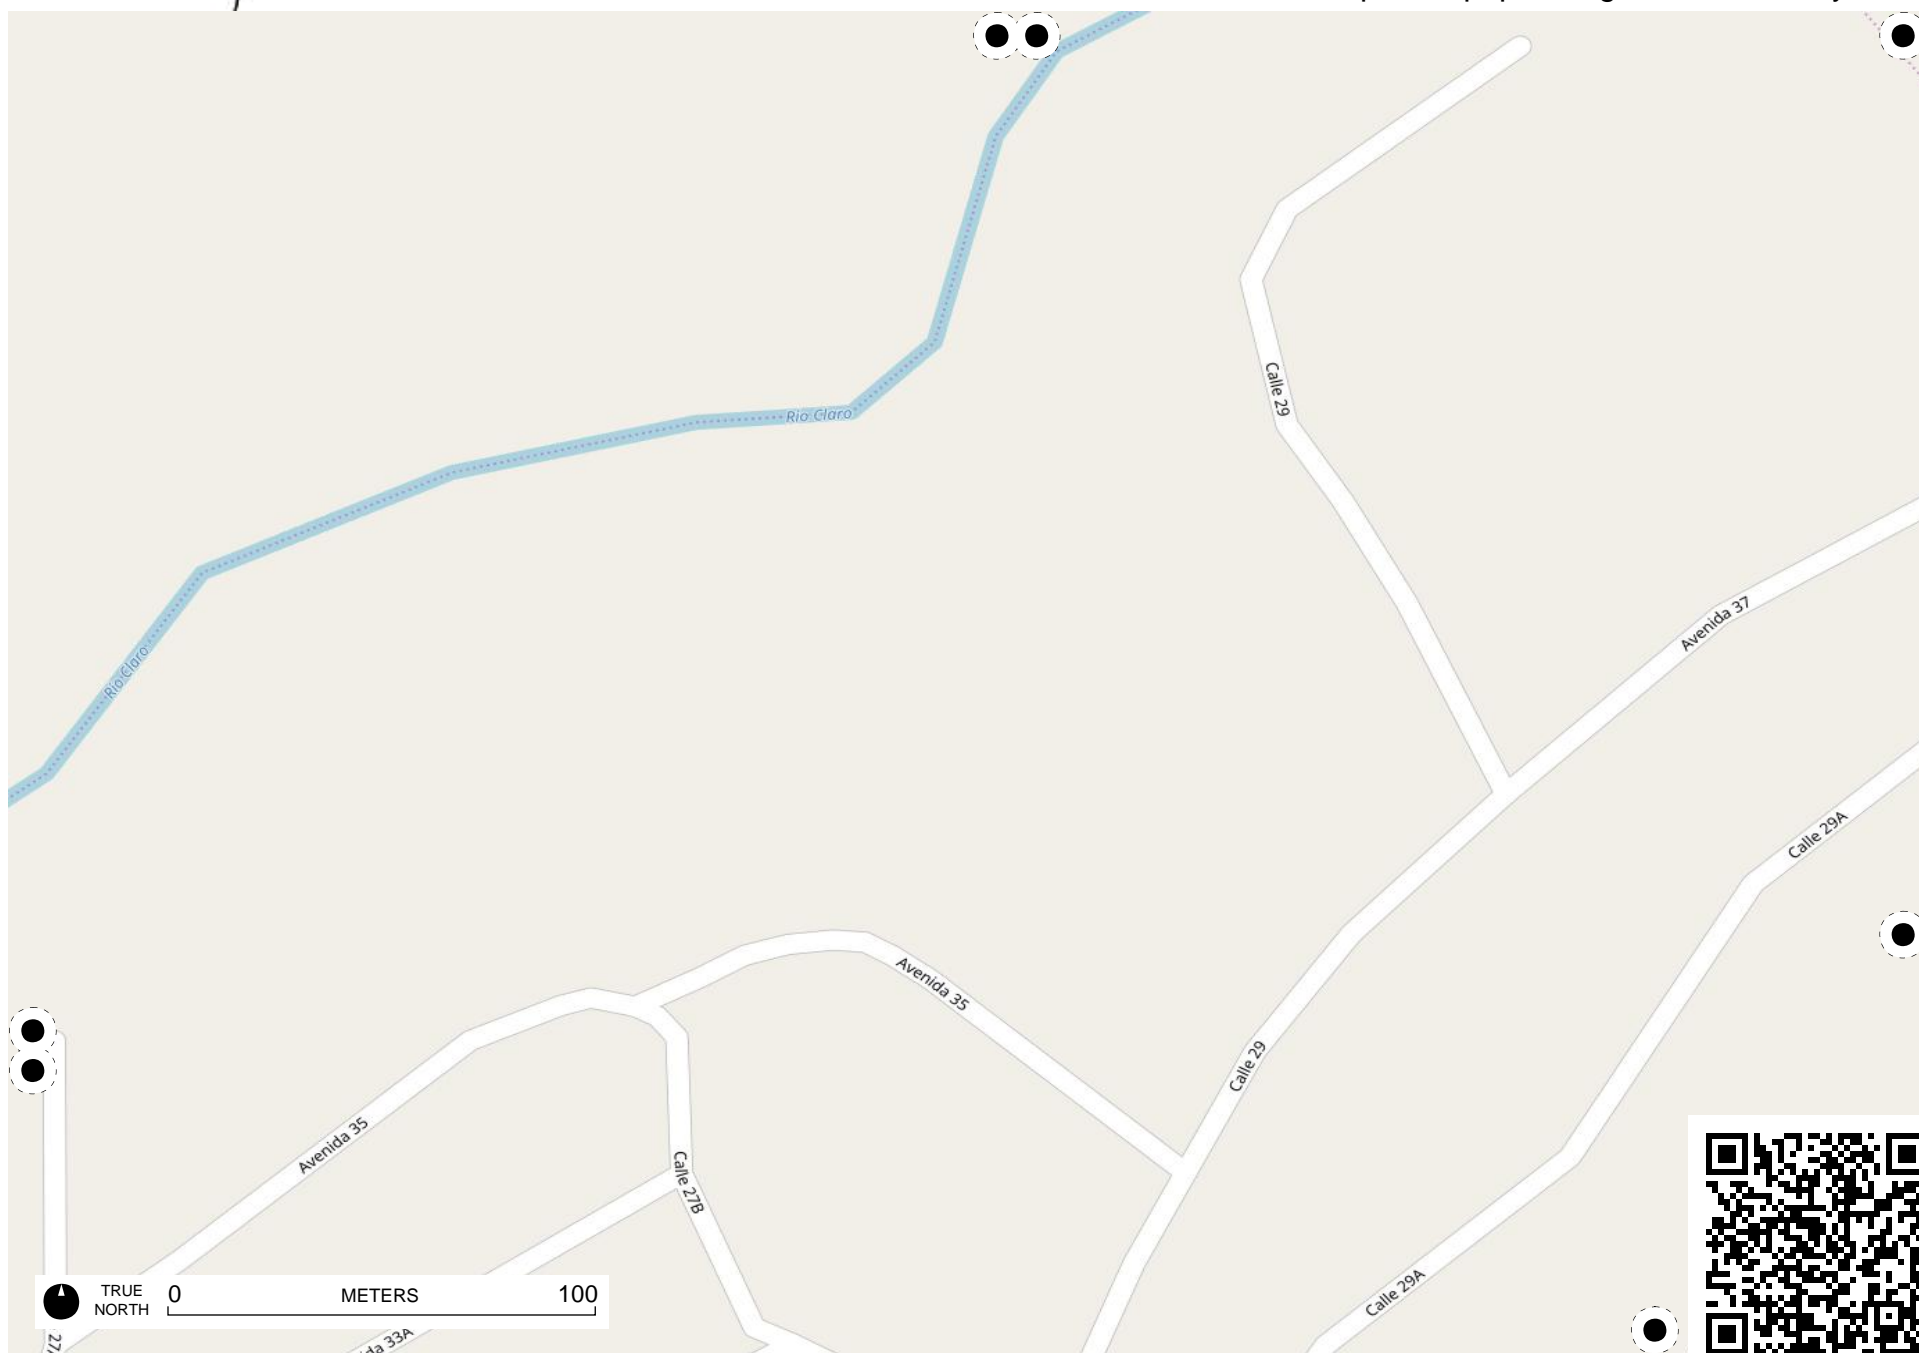 Calle 29
Rio Claro
Avenida 37
Rio Claro
Calle 29A
Avenida 35
Calle 29
Avenida 35
Calle 27B
Calle 29A
TRUE
NORTH
0 METERS 100